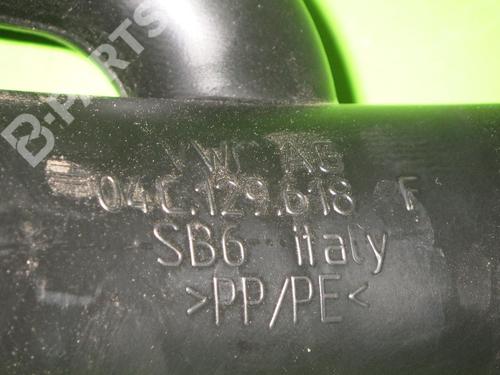 B-PARTS
VW AG
04C.129.618 F
SB6 italy
>PP/PE<